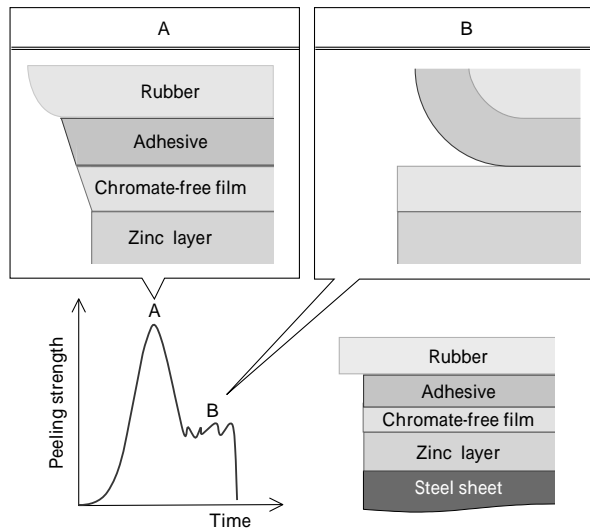 A
B
Rubber
Adhesive
Chromate-free film
Zinc layer
A
B
Peeling strength
Time
Rubber
Adhesive
Chromate-free film
Zinc layer
Steel sheet